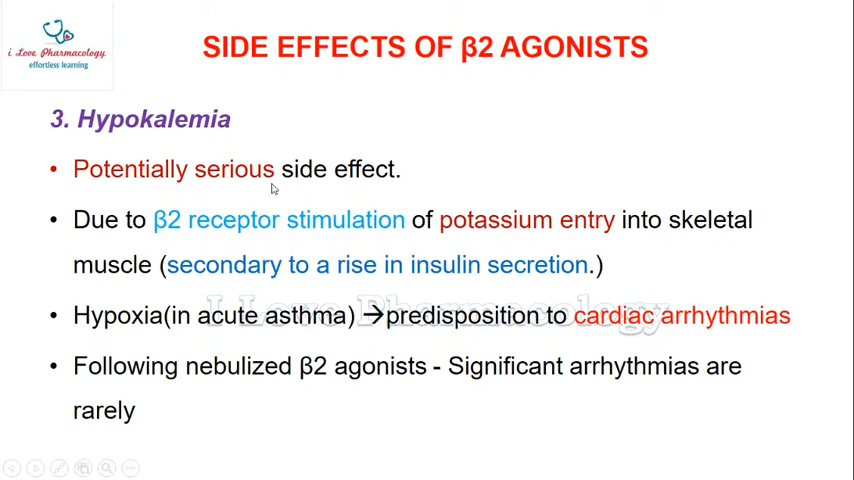 i Love Pharmacology
effortless learning
SIDE EFFECTS OF β2 AGONISTS
3. Hypokalemia
• Potentially serious side effect.
• Due to β2 receptor stimulation of potassium entry into skeletal
muscle (secondary to a rise in insulin secretion.)
I Love Pharmacology
• Hypoxia(in acute asthma) →predisposition to cardiac arrhythmias
• Following nebulized β2 agonists - Significant arrhythmias are
rarely